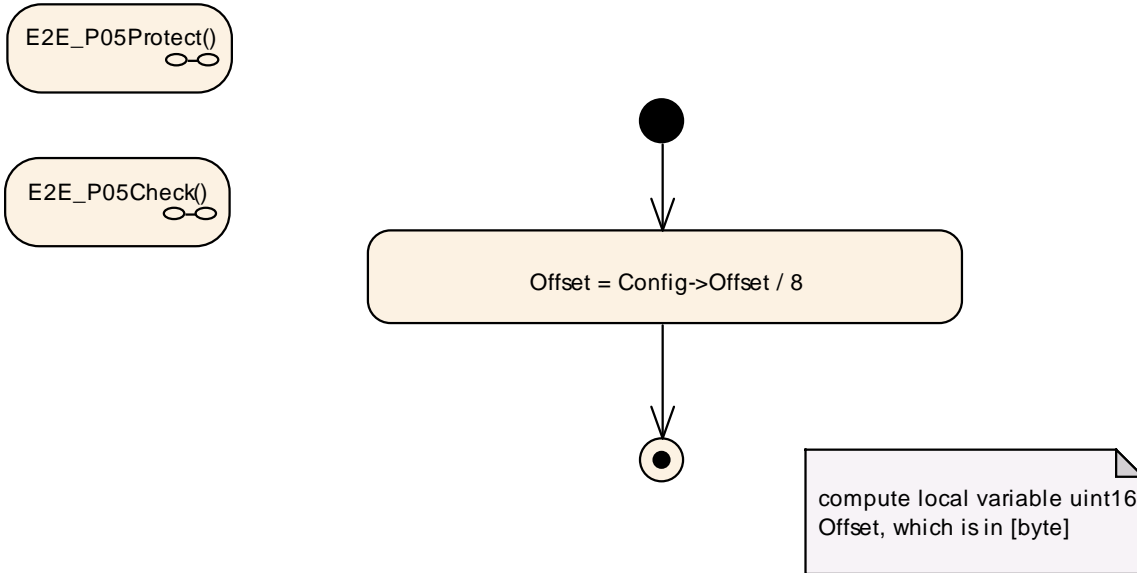 E2E_P05Protect()
E2E_P05Check()
Offset = Config->Offset / 8
compute local variable uint16
Offset, which is in [byte]